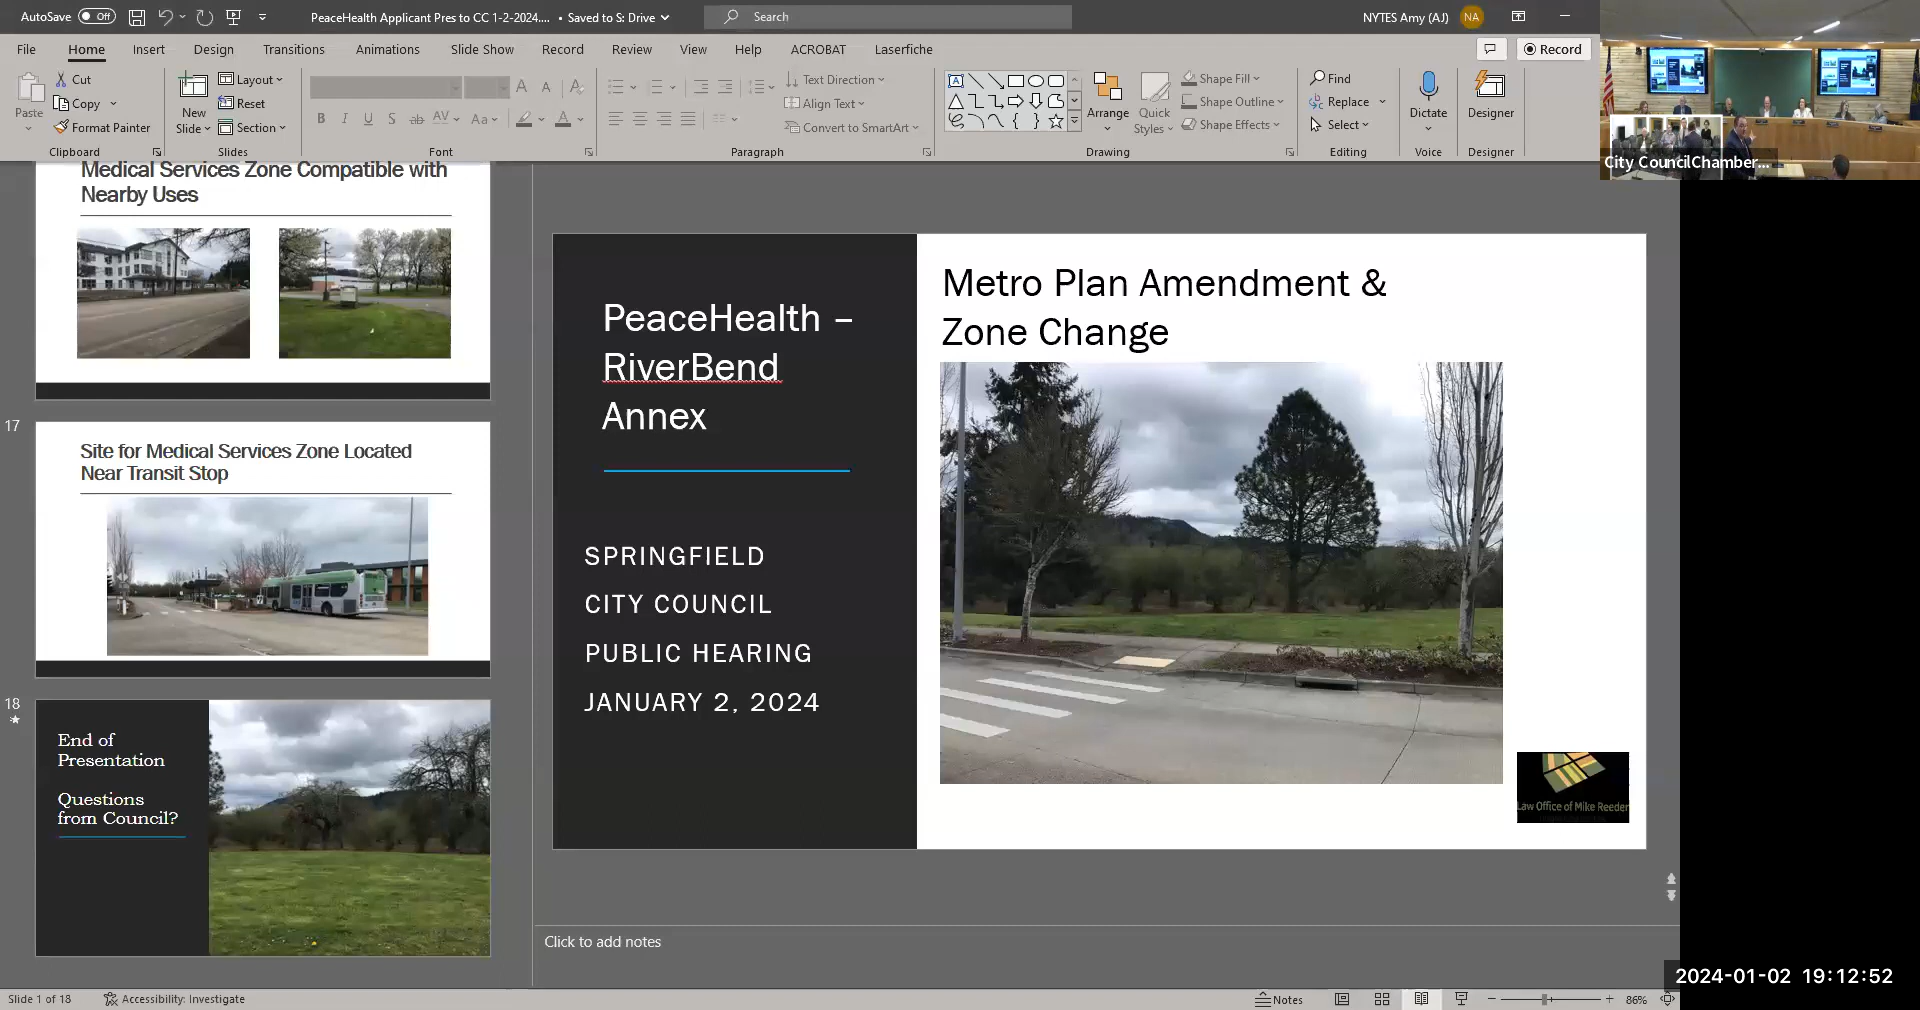 AutoSave
Off
PeaceHealth Applicant Pres to CC 1-2-2024.... • Saved to S: Drive
Search
NYTES Amy (AJ)
NA
File
Home
Insert
Design
Transitions
Animations
Slide Show
Record
Review
View
Help
ACROBAT
Laserfiche
Record
Paste
Cut
Copy
Format Painter
Clipboard
New
Slide
Layout
Reset
Section
Slides
Font
Text Direction
Align Text
Convert to SmartArt
Paragraph
Arrange
Quick
Styles
Shape Fill
Shape Outline
Shape Effects
Drawing
Find
Replace
Select
Editing
Dictate
Voice
Designer
Designer
City CouncilChamber...
Medical Services Zone Compatible with
Nearby Uses
17
Site for Medical Services Zone Located
Near Transit Stop
18
End of
Presentation
Questions
from Council?
PeaceHealth –
RiverBend
Annex
SPRINGFIELD
CITY COUNCIL
PUBLIC HEARING
JANUARY 2, 2024
Metro Plan Amendment &
Zone Change
Law Office of Mike Reeder
Click to add notes
2024-01-02 19:12:52
Slide 1 of 18
Accessibility: Investigate
Notes
86%